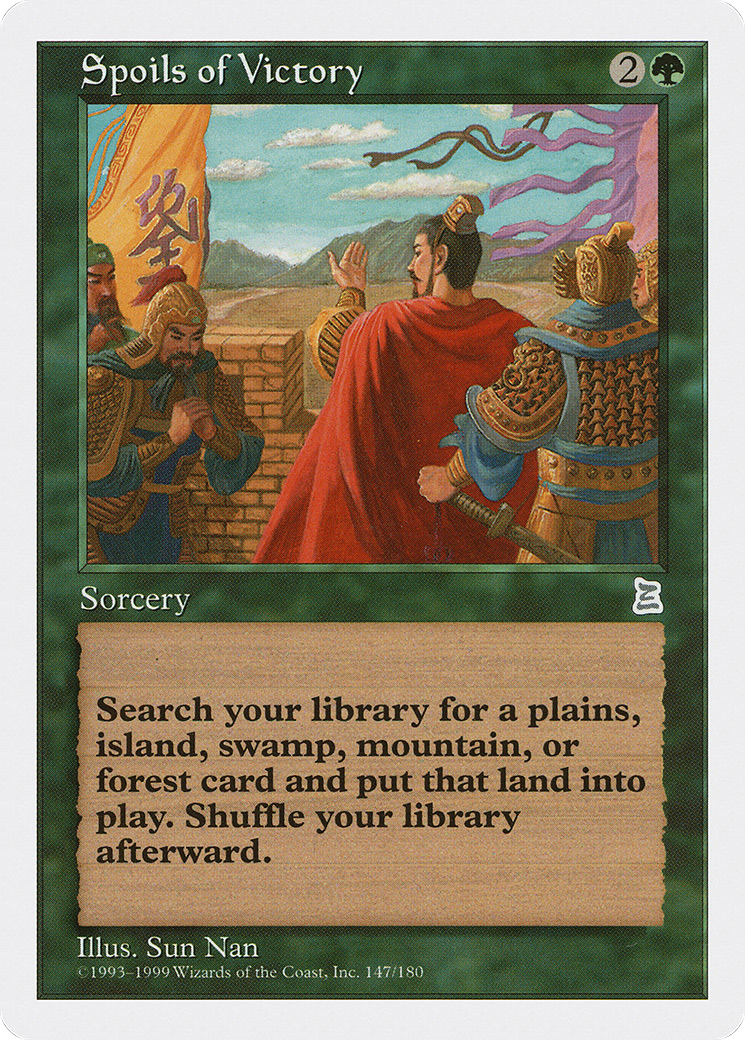 Spoils of Victory 2
劉
Sorcery
Search your library for a plains,
island, swamp, mountain, or
forest card and put that land into
play. Shuffle your library
afterward.
Illus. Sun Nan
©1993–1999 Wizards of the Coast, Inc. 147/180